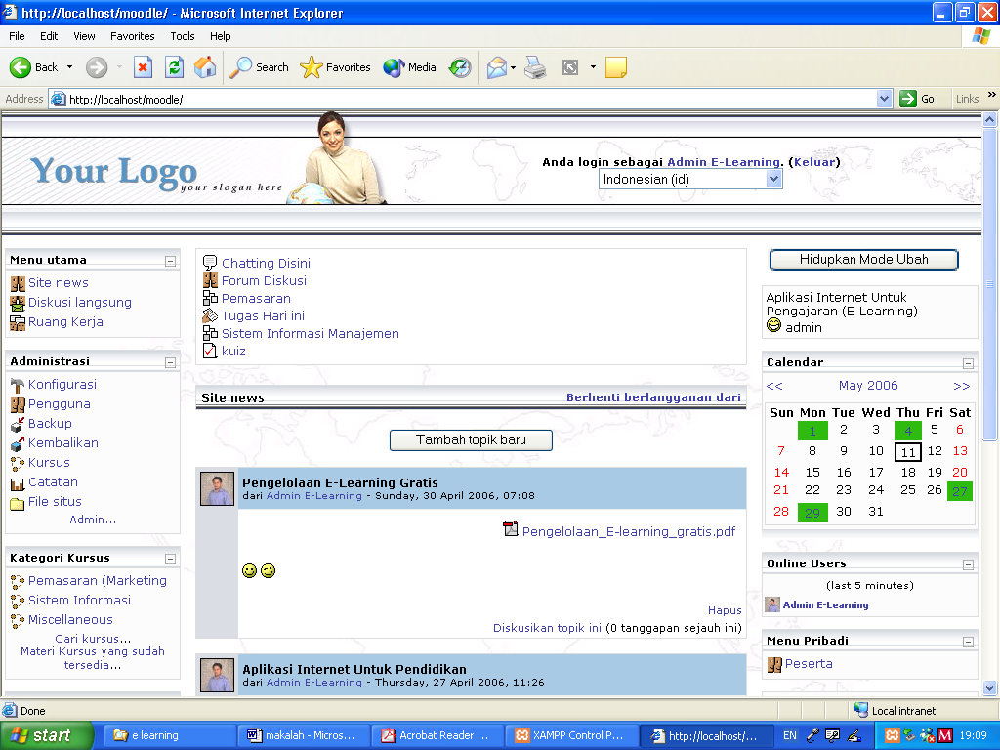 http://localhost/moodle/ - Microsoft Internet Explorer
File Edit View Favorites Tools Help
Back Search Favorites Media
Address http://localhost/moodle/ Go Links »
Your Logo
your slogan here
Anda login sebagai Admin E-Learning. (Keluar)
Indonesian (id)
Menu utama
Site news
Diskusi langsung
Ruang Kerja
Administrasi
Konfigurasi
Pengguna
Backup
Kembalikan
Kursus
Catatan
File situs
Admin...
Kategori Kursus
Pemasaran (Marketing
Sistem Informasi
Miscellaneous
Cari kursus...
Materi Kursus yang sudah
tersedia...
Chatting Disini
Forum Diskusi
Pemasaran
Tugas Hari ini
Sistem Informasi Manajemen
kuiz
Site news Berhenti berlangganan dari
Tambah topik baru
Pengelolaan E-Learning Gratis
dari Admin E-Learning - Sunday, 30 April 2006, 07:08
Pengelolaan_E-learning_gratis.pdf
Hapus
Diskusikan topik ini (0 tanggapan sejauh ini)
Aplikasi Internet Untuk Pendidikan
dari Admin E-Learning - Thursday, 27 April 2006, 11:26
Hidupkan Mode Ubah
Aplikasi Internet Untuk
Pengajaran (E-Learning)
admin
Calendar
<< May 2006 >>
Sun Mon Tue Wed Thu Fri Sat
1 2 3 4 5 6
7 8 9 10 11 12 13
14 15 16 17 18 19 20
21 22 23 24 25 26 27
28 29 30 31
Online Users
(last 5 minutes)
Admin E-Learning
Menu Pribadi
Peserta
Done Local intranet
start e learning makalah - Micros... Acrobat Reader ... XAMPP Control P... http://localhost/... EN 19:09